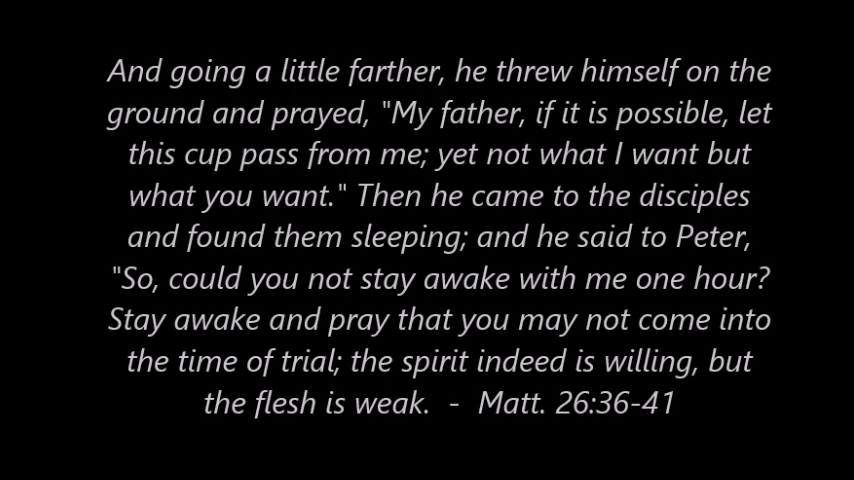 And going a little farther, he threw himself on the
ground and prayed, "My father, if it is possible, let
this cup pass from me; yet not what I want but
what you want." Then he came to the disciples
and found them sleeping; and he said to Peter,
"So, could you not stay awake with me one hour?
Stay awake and pray that you may not come into
the time of trial; the spirit indeed is willing, but
the flesh is weak.  -  Matt. 26:36-41